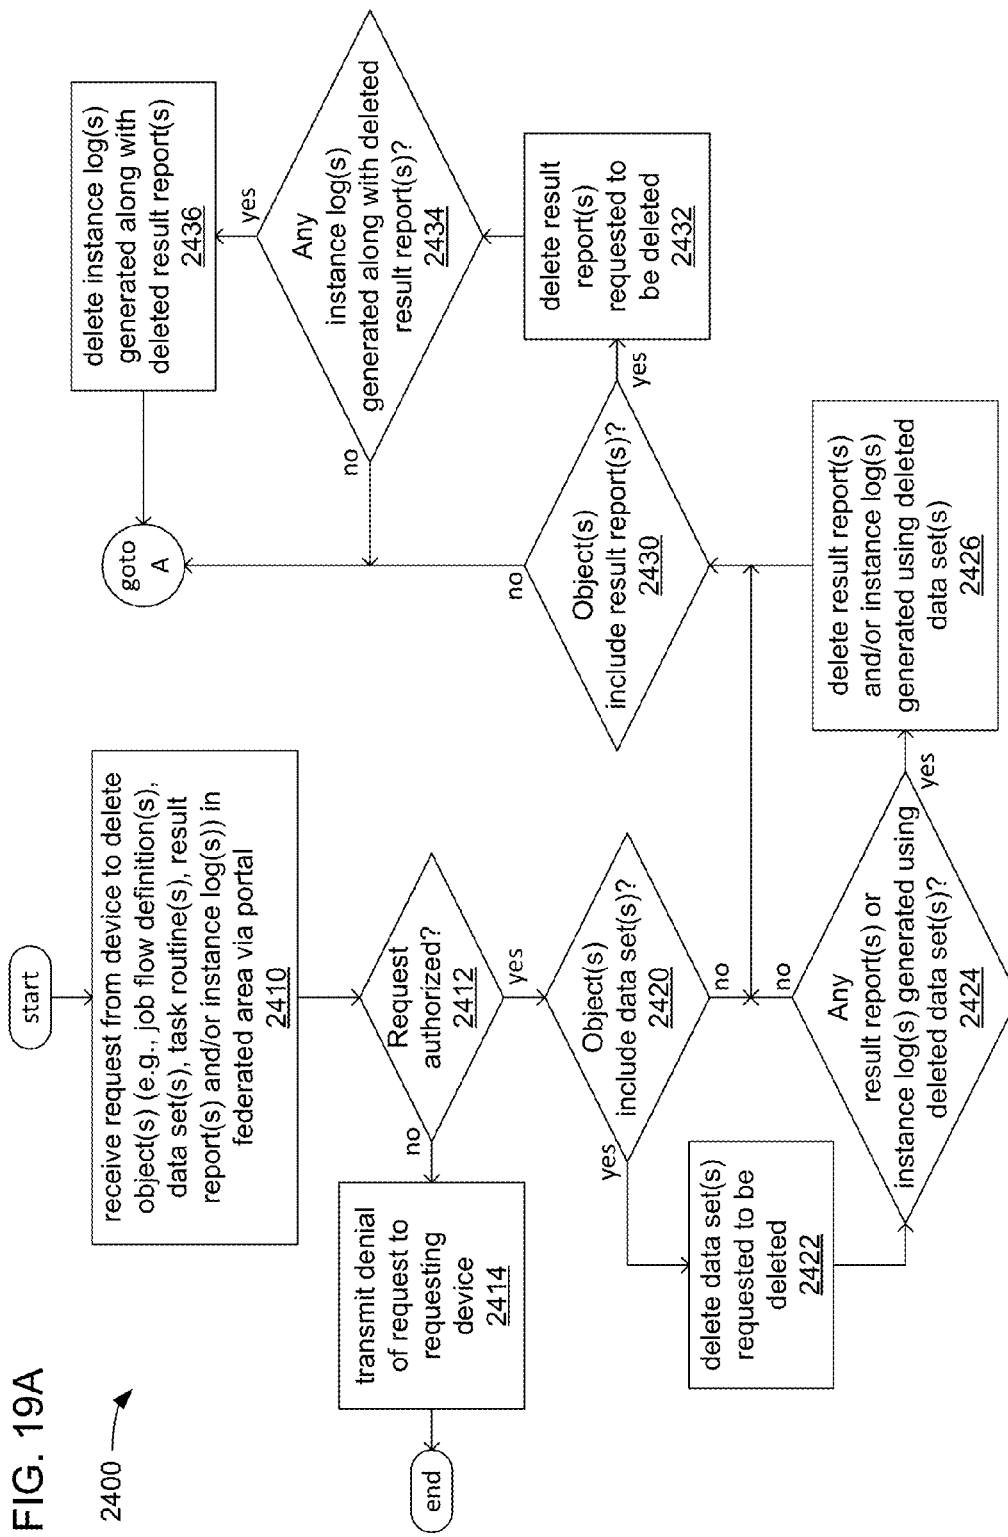 FIG. 19A
2400
start
receive request from device to delete
object(s) (e.g., job flow definition(s),
data set(s), task routine(s), result
report(s) and/or instance log(s)) in
federated area via portal
2410
Request
authorized?
2412
no
yes
transmit denial
of request to
requesting
device
2414
end
Object(s)
include data set(s)?
2420
yes
no
delete data set(s)
requested to be
deleted
2422
Any
result report(s) or
instance log(s) generated using
deleted data set(s)?
2424
no
yes
delete result report(s)
and/or instance log(s)
generated using deleted
data set(s)
2426
Object(s)
include result report(s)?
2430
no
yes
delete result
report(s)
requested to
be deleted
2432
Any
instance log(s)
generated along with deleted
result report(s)?
2434
no
yes
delete instance log(s)
generated along with
deleted result report(s)
2436
goto
A